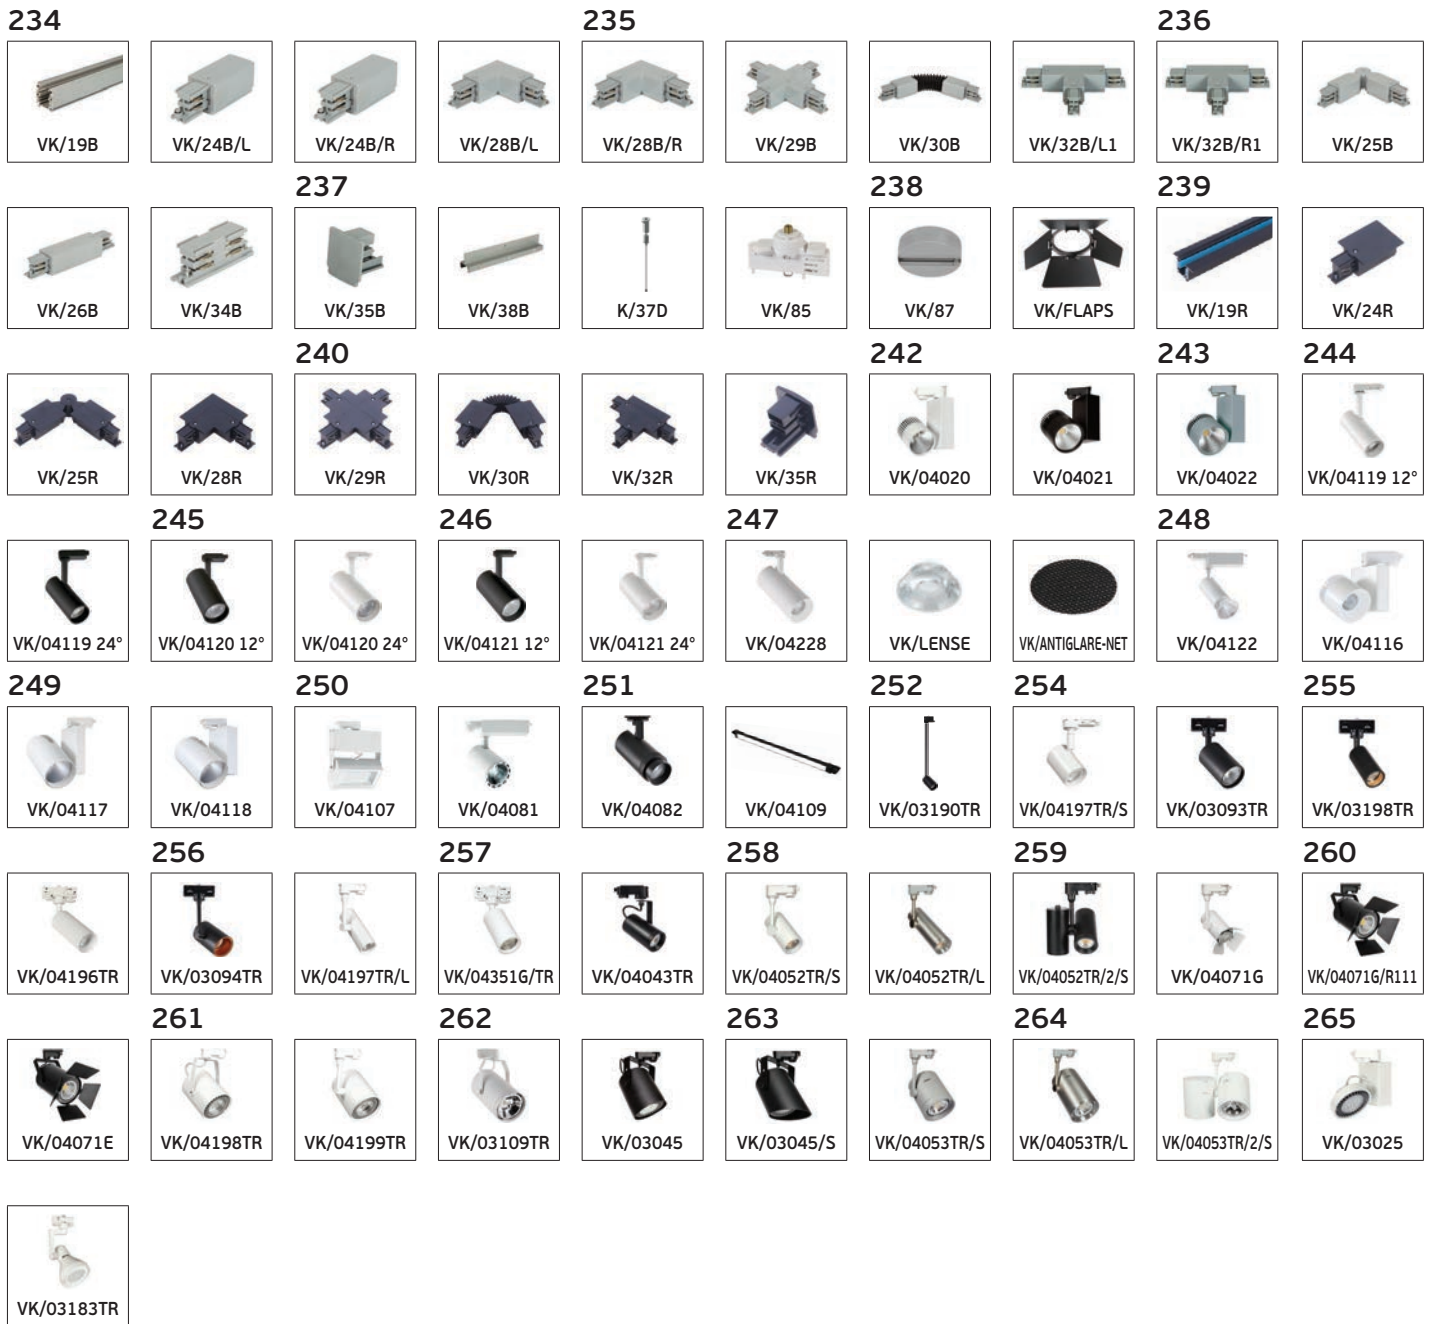 234 235 236
VK/19B VK/24B/L VK/24B/R VK/28B/L VK/28B/R VK/29B VK/30B VK/32B/L1 VK/32B/R1 VK/25B
237 238 239
VK/26B VK/34B VK/35B VK/38B K/37D VK/85 VK/87 VK/FLAPS VK/19R VK/24R
240 242 243 244
VK/25R VK/28R VK/29R VK/30R VK/32R VK/35R VK/04020 VK/04021 VK/04022 VK/04119 12°
245 246 247 248
VK/04119 24° VK/04120 12° VK/04120 24° VK/04121 12° VK/04121 24° VK/04228 VK/LENSE VK/ANTIGLARE-NET VK/04122 VK/04116
249 250 251 252 254 255
VK/04117 VK/04118 VK/04107 VK/04081 VK/04082 VK/04109 VK/03190TR VK/04197TR/S VK/03093TR VK/03198TR
256 257 258 259 260
VK/04196TR VK/03094TR VK/04197TR/L VK/04351G/TR VK/04043TR VK/04052TR/S VK/04052TR/L VK/04052TR/2/S VK/04071G VK/04071G/R111
261 262 263 264 265
VK/04071E VK/04198TR VK/04199TR VK/03109TR VK/03045 VK/03045/S VK/04053TR/S VK/04053TR/L VK/04053TR/2/S VK/03025
VK/03183TR